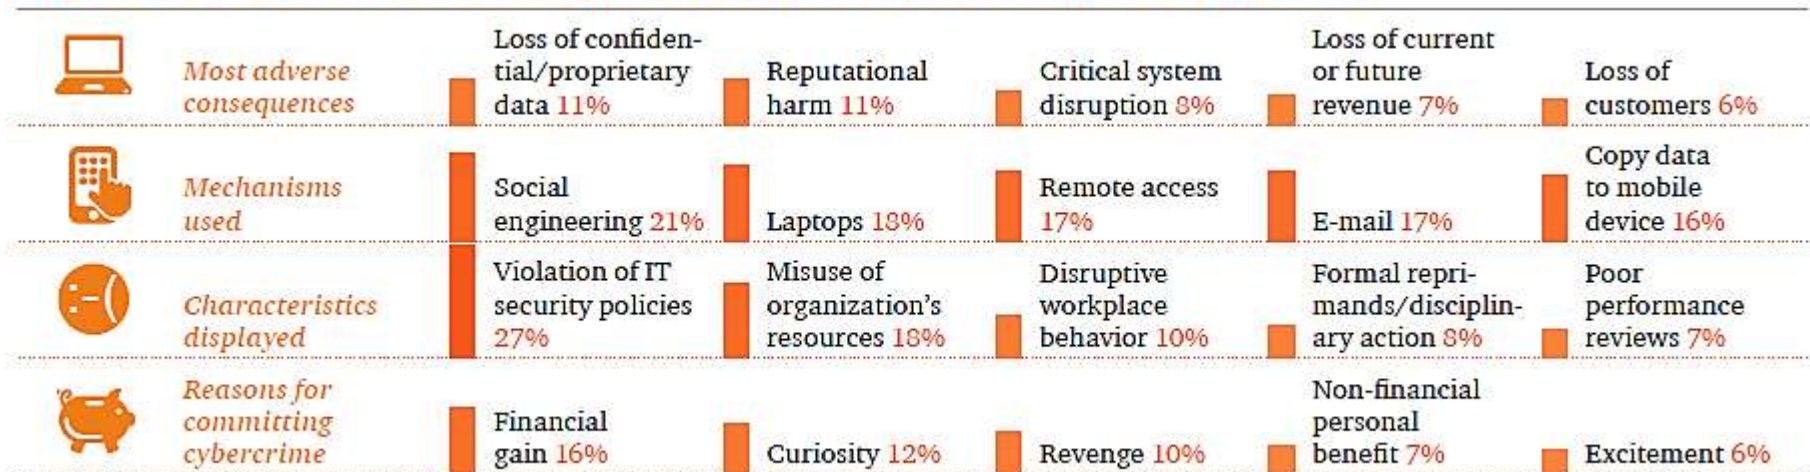 Most adverse
consequences
Loss of confiden-
tial/proprietary
data 11%
Reputational
harm 11%
Critical system
disruption 8%
Loss of current
or future
revenue 7%
Loss of
customers 6%
Mechanisms
used
Social
engineering 21%
Laptops 18%
Remote access
17%
E-mail 17%
Copy data
to mobile
device 16%
Characteristics
displayed
Violation of IT
security policies
27%
Misuse of
organization's
resources 18%
Disruptive
workplace
behavior 10%
Formal repri-
mands/disciplin-
ary action 8%
Poor
performance
reviews 7%
Reasons for
committing
cybercrime
Financial
gain 16%
Curiosity 12%
Revenge 10%
Non-financial
personal
benefit 7%
Excitement 6%